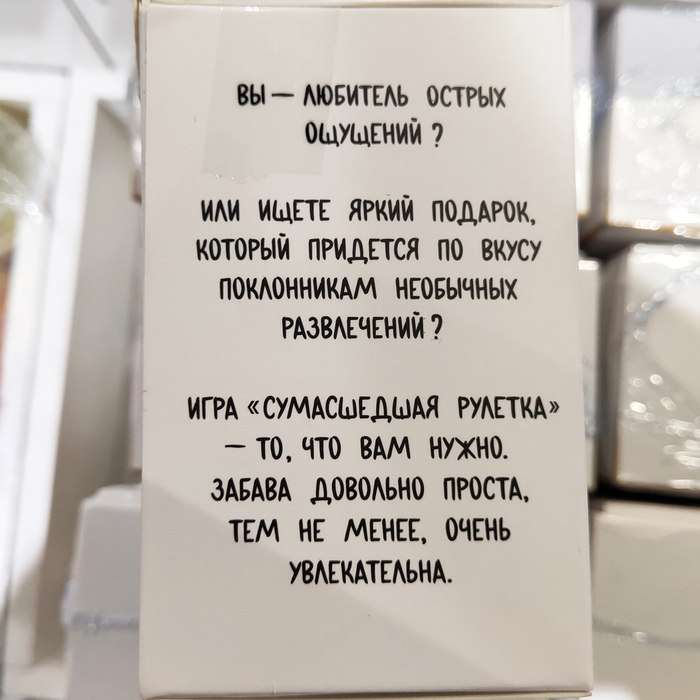 ВЫ — ЛЮБИТЕЛЬ ОСТРЫХ
ОЩУЩЕНИЙ?
ИЛИ ИЩЕТЕ ЯРКИЙ ПОДАРОК,
КОТОРЫЙ ПРИДЕТСЯ ПО ВКУСУ
ПОКЛОННИКАМ НЕОБЫЧНЫХ
РАЗВЛЕЧЕНИЙ?
ИГРА «СУМАСШЕДШАЯ РУЛЕТКА»
— ТО, ЧТО ВАМ НУЖНО.
ЗАБАВА ДОВОЛЬНО ПРОСТА,
ТЕМ НЕ МЕНЕЕ, ОЧЕНЬ
УВЛЕКАТЕЛЬНА.